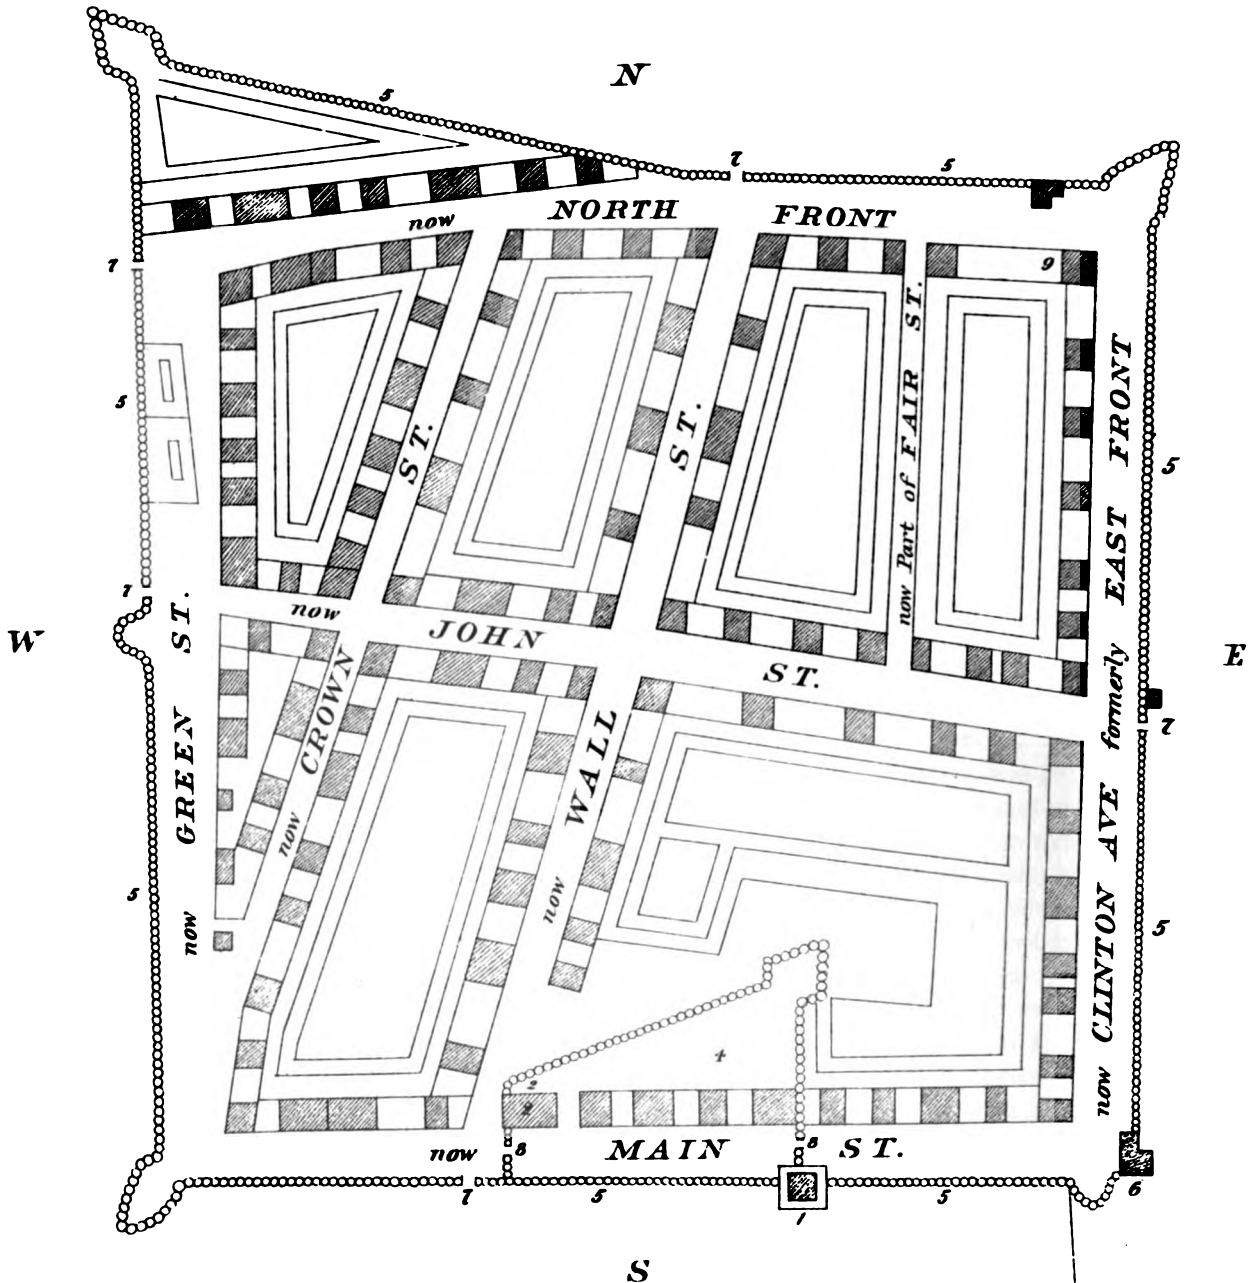 N
5
7
5
now NORTH FRONT
7
9
now Part of FAIR ST.
ST.
ST.
5
5
7
now JOHN ST.
W
E
now GREEN ST.
now CROWN
now WALL
now CLINTON AVE formerly EAST FRONT
7
5
5
4
2
2
now MAIN ST.
8
8
7
5
1
5
6
S